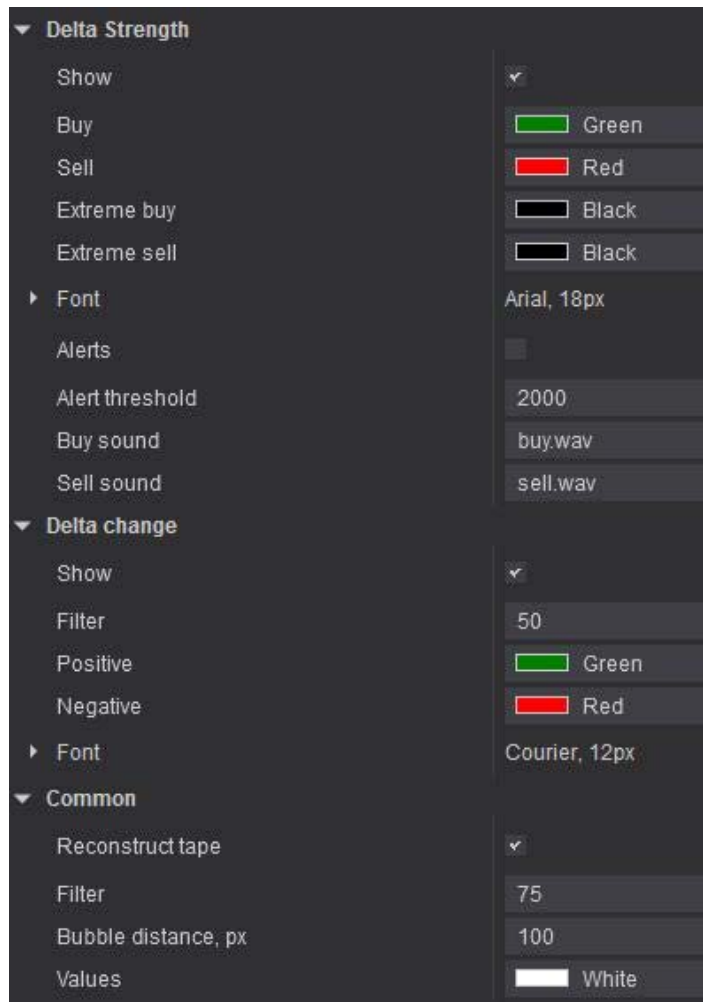 Delta Strength
Show
Buy Green
Sell Red
Extreme buy Black
Extreme sell Black
Font Arial, 18px
Alerts
Alert threshold 2000
Buy sound buy.wav
Sell sound sell.wav
Delta change
Show
Filter 50
Positive Green
Negative Red
Font Courier, 12px
Common
Reconstruct tape
Filter 75
Bubble distance, px 100
Values White